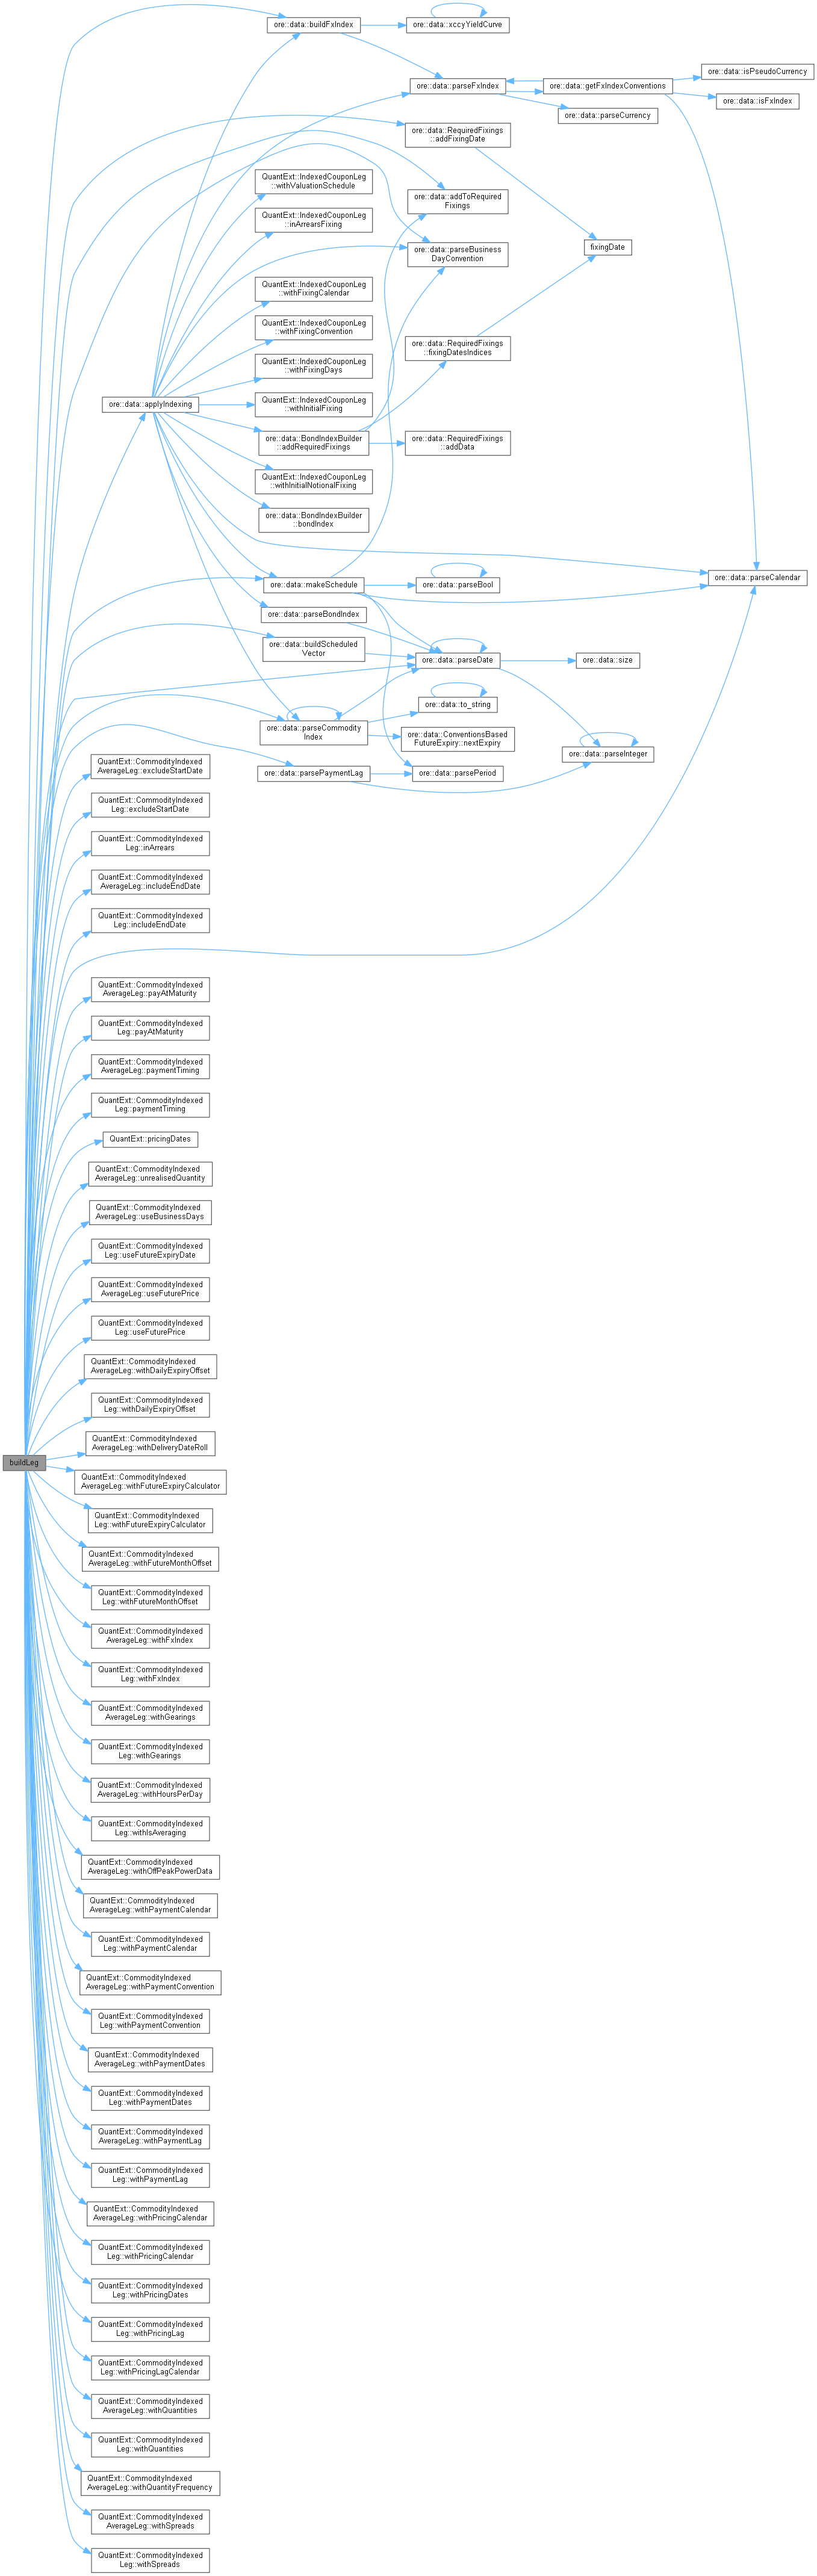 ore::data::buildFxIndex
ore::data::xccyYieldCurve
ore::data::isPseudoCurrency
ore::data::parseFxIndex
ore::data::getFxIndexConventions
ore::data::isFxIndex
ore::data::parseCurrency
ore::data::RequiredFixings
::addFixingDate
QuantExt::IndexedCouponLeg
::withValuationSchedule
ore::data::addToRequired
Fixings
QuantExt::IndexedCouponLeg
::inArrearsFixing
ore::data::parseBusiness
DayConvention
fixingDate
QuantExt::IndexedCouponLeg
::withFixingCalendar
QuantExt::IndexedCouponLeg
::withFixingConvention
ore::data::RequiredFixings
::fixingDatesIndices
QuantExt::IndexedCouponLeg
::withFixingDays
ore::data::applyIndexing
QuantExt::IndexedCouponLeg
::withInitialFixing
ore::data::BondIndexBuilder
::addRequiredFixings
ore::data::RequiredFixings
::addData
QuantExt::IndexedCouponLeg
::withInitialNotionalFixing
ore::data::BondIndexBuilder
::bondIndex
ore::data::parseCalendar
ore::data::makeSchedule
ore::data::parseBool
ore::data::parseBondIndex
ore::data::buildScheduled
Vector
ore::data::parseDate
ore::data::size
ore::data::to_string
ore::data::parseCommodity
Index
ore::data::ConventionsBased
FutureExpiry::nextExpiry
ore::data::parseInteger
ore::data::parsePaymentLag
ore::data::parsePeriod
QuantExt::CommodityIndexed
AverageLeg::excludeStartDate
QuantExt::CommodityIndexed
Leg::excludeStartDate
QuantExt::CommodityIndexed
Leg::inArrears
QuantExt::CommodityIndexed
AverageLeg::includeEndDate
QuantExt::CommodityIndexed
Leg::includeEndDate
QuantExt::CommodityIndexed
AverageLeg::payAtMaturity
QuantExt::CommodityIndexed
Leg::payAtMaturity
QuantExt::CommodityIndexed
AverageLeg::paymentTiming
QuantExt::CommodityIndexed
Leg::paymentTiming
QuantExt::pricingDates
QuantExt::CommodityIndexed
AverageLeg::unrealisedQuantity
QuantExt::CommodityIndexed
AverageLeg::useBusinessDays
QuantExt::CommodityIndexed
Leg::useFutureExpiryDate
QuantExt::CommodityIndexed
AverageLeg::useFuturePrice
QuantExt::CommodityIndexed
Leg::useFuturePrice
QuantExt::CommodityIndexed
AverageLeg::withDailyExpiryOffset
QuantExt::CommodityIndexed
Leg::withDailyExpiryOffset
QuantExt::CommodityIndexed
AverageLeg::withDeliveryDateRoll
buildLeg
QuantExt::CommodityIndexed
AverageLeg::withFutureExpiryCalculator
QuantExt::CommodityIndexed
Leg::withFutureExpiryCalculator
QuantExt::CommodityIndexed
AverageLeg::withFutureMonthOffset
QuantExt::CommodityIndexed
Leg::withFutureMonthOffset
QuantExt::CommodityIndexed
AverageLeg::withFxIndex
QuantExt::CommodityIndexed
Leg::withFxIndex
QuantExt::CommodityIndexed
AverageLeg::withGearings
QuantExt::CommodityIndexed
Leg::withGearings
QuantExt::CommodityIndexed
AverageLeg::withHoursPerDay
QuantExt::CommodityIndexed
Leg::withIsAveraging
QuantExt::CommodityIndexed
AverageLeg::withOffPeakPowerData
QuantExt::CommodityIndexed
AverageLeg::withPaymentCalendar
QuantExt::CommodityIndexed
Leg::withPaymentCalendar
QuantExt::CommodityIndexed
AverageLeg::withPaymentConvention
QuantExt::CommodityIndexed
Leg::withPaymentConvention
QuantExt::CommodityIndexed
AverageLeg::withPaymentDates
QuantExt::CommodityIndexed
Leg::withPaymentDates
QuantExt::CommodityIndexed
AverageLeg::withPaymentLag
QuantExt::CommodityIndexed
Leg::withPaymentLag
QuantExt::CommodityIndexed
AverageLeg::withPricingCalendar
QuantExt::CommodityIndexed
Leg::withPricingCalendar
QuantExt::CommodityIndexed
Leg::withPricingDates
QuantExt::CommodityIndexed
Leg::withPricingLag
QuantExt::CommodityIndexed
Leg::withPricingLagCalendar
QuantExt::CommodityIndexed
AverageLeg::withQuantities
QuantExt::CommodityIndexed
Leg::withQuantities
QuantExt::CommodityIndexed
AverageLeg::withQuantityFrequency
QuantExt::CommodityIndexed
AverageLeg::withSpreads
QuantExt::CommodityIndexed
Leg::withSpreads